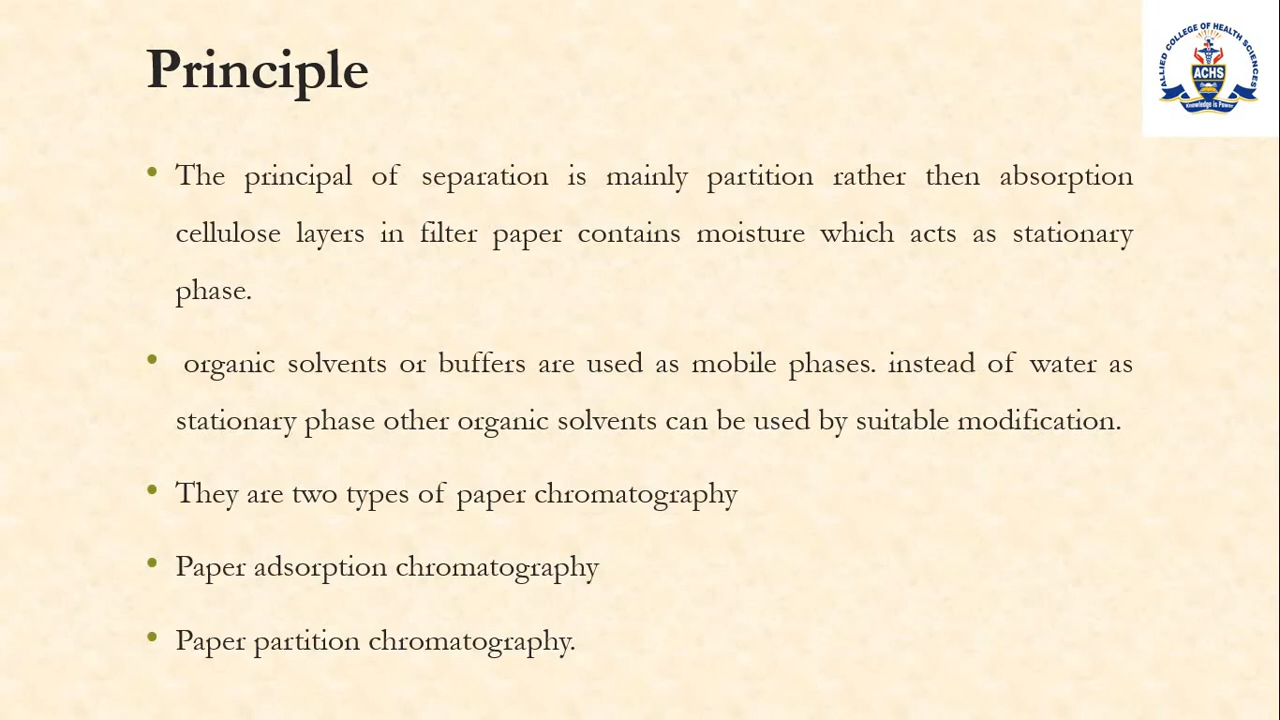 Principle
ALLIED COLLEGE OF HEALTH SCIENCES
ACHS
Knowledge is Power
• The principal of separation is mainly partition rather then absorption
cellulose layers in filter paper contains moisture which acts as stationary
phase.
• organic solvents or buffers are used as mobile phases. instead of water as
stationary phase other organic solvents can be used by suitable modification.
• They are two types of paper chromatography
• Paper adsorption chromatography
• Paper partition chromatography.